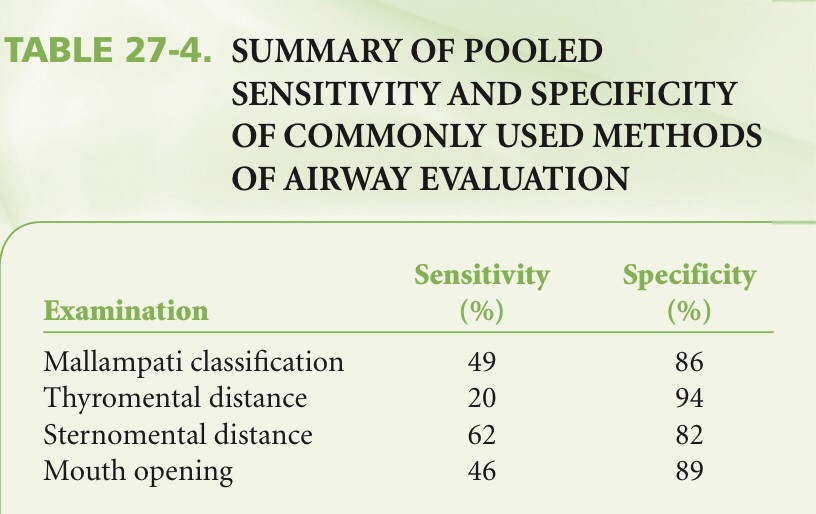 TABLE 27-4. SUMMARY OF POOLED
SENSITIVITY AND SPECIFICITY
OF COMMONLY USED METHODS
OF AIRWAY EVALUATION
Sensitivity Specificity
Examination (%) (%)
Mallampati classification 49 86
Thyromental distance 20 94
Sternomental distance 62 82
Mouth opening 46 89